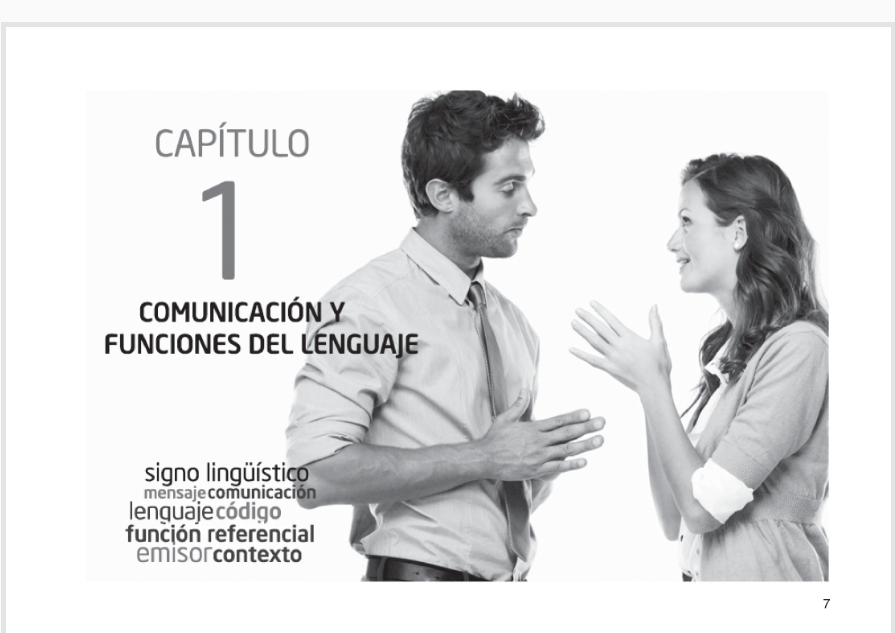 CAPÍTULO
1
COMUNICACIÓN Y
FUNCIONES DEL LENGUAJE
signo lingüístico
mensaje comunicación
lenguaje código
función referencial
emisor contexto
7